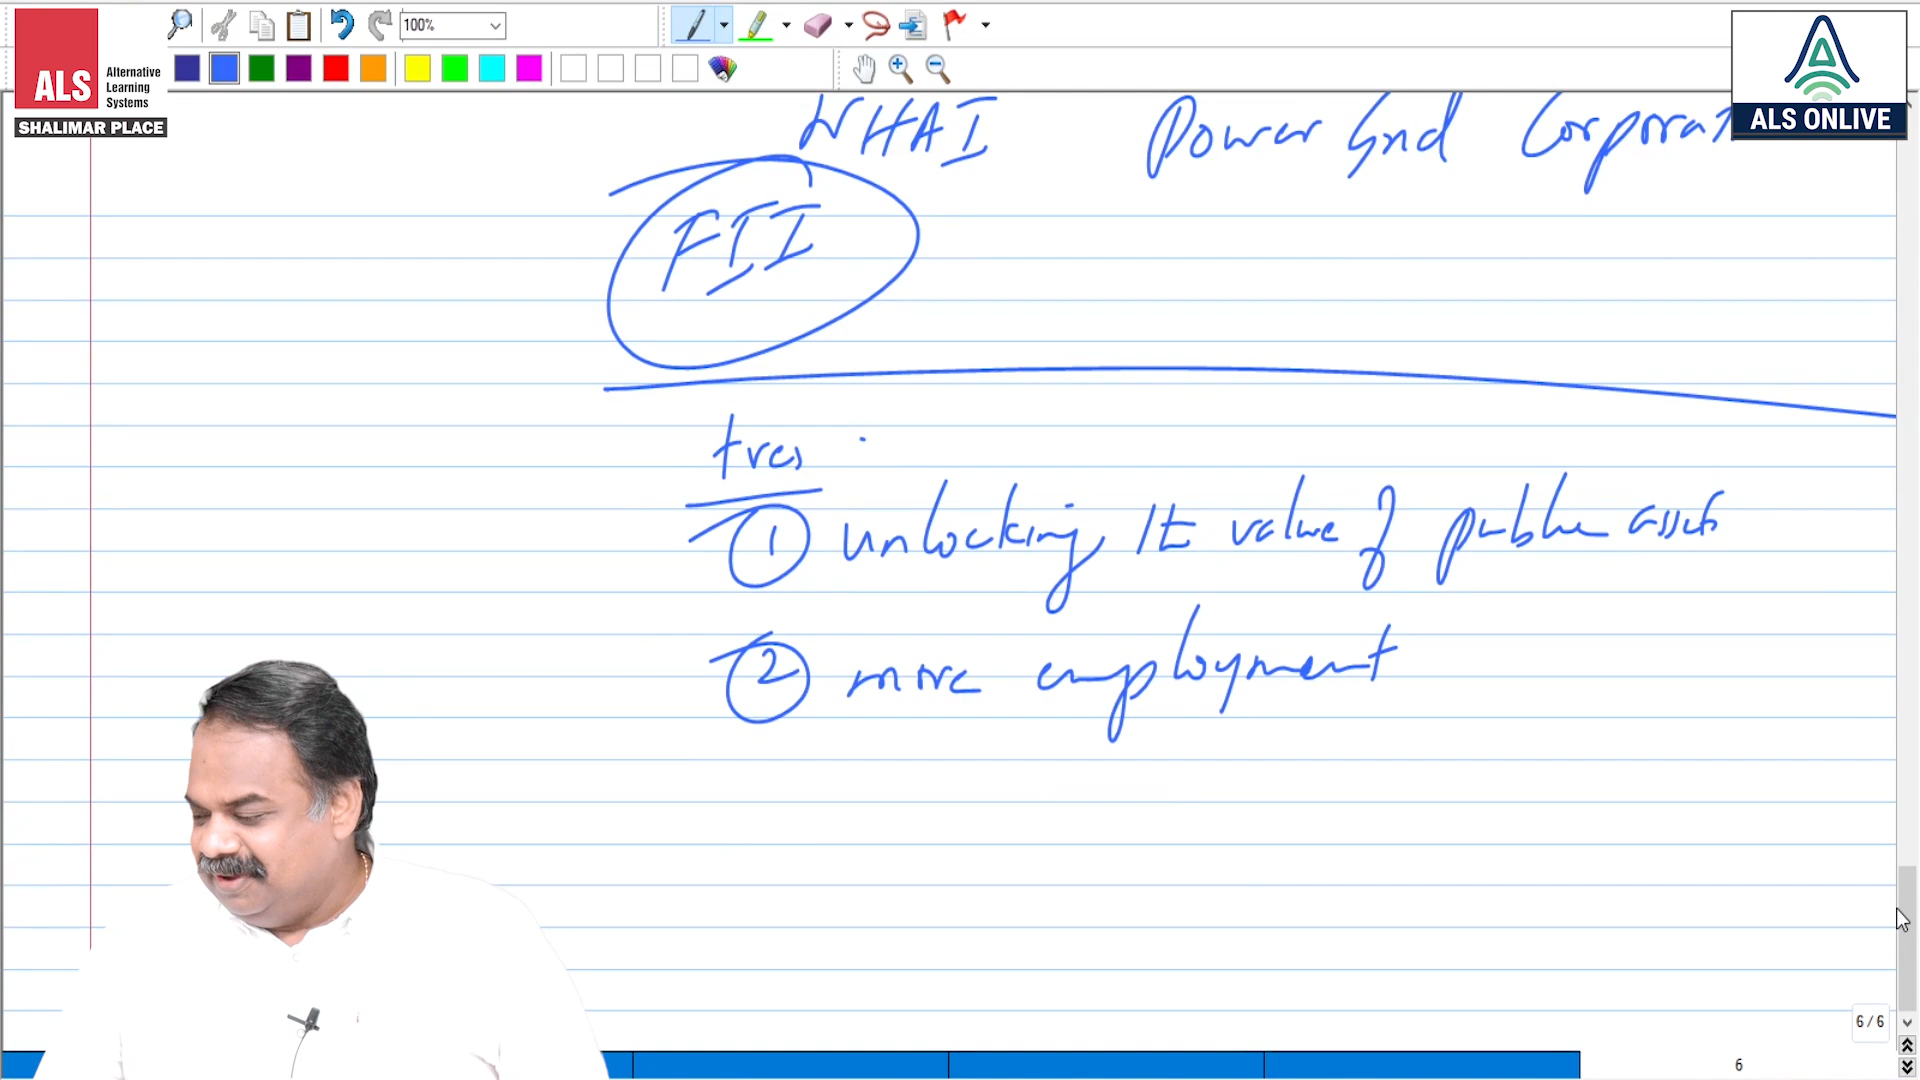 100%
ALS
Alternative
Learning
Systems
SHALIMAR PLACE
ALS ONLIVE
NHAI Power Grid Corporat
FII
+ves
1 unlocking the value of public assets
2 more employment
6 / 6
6